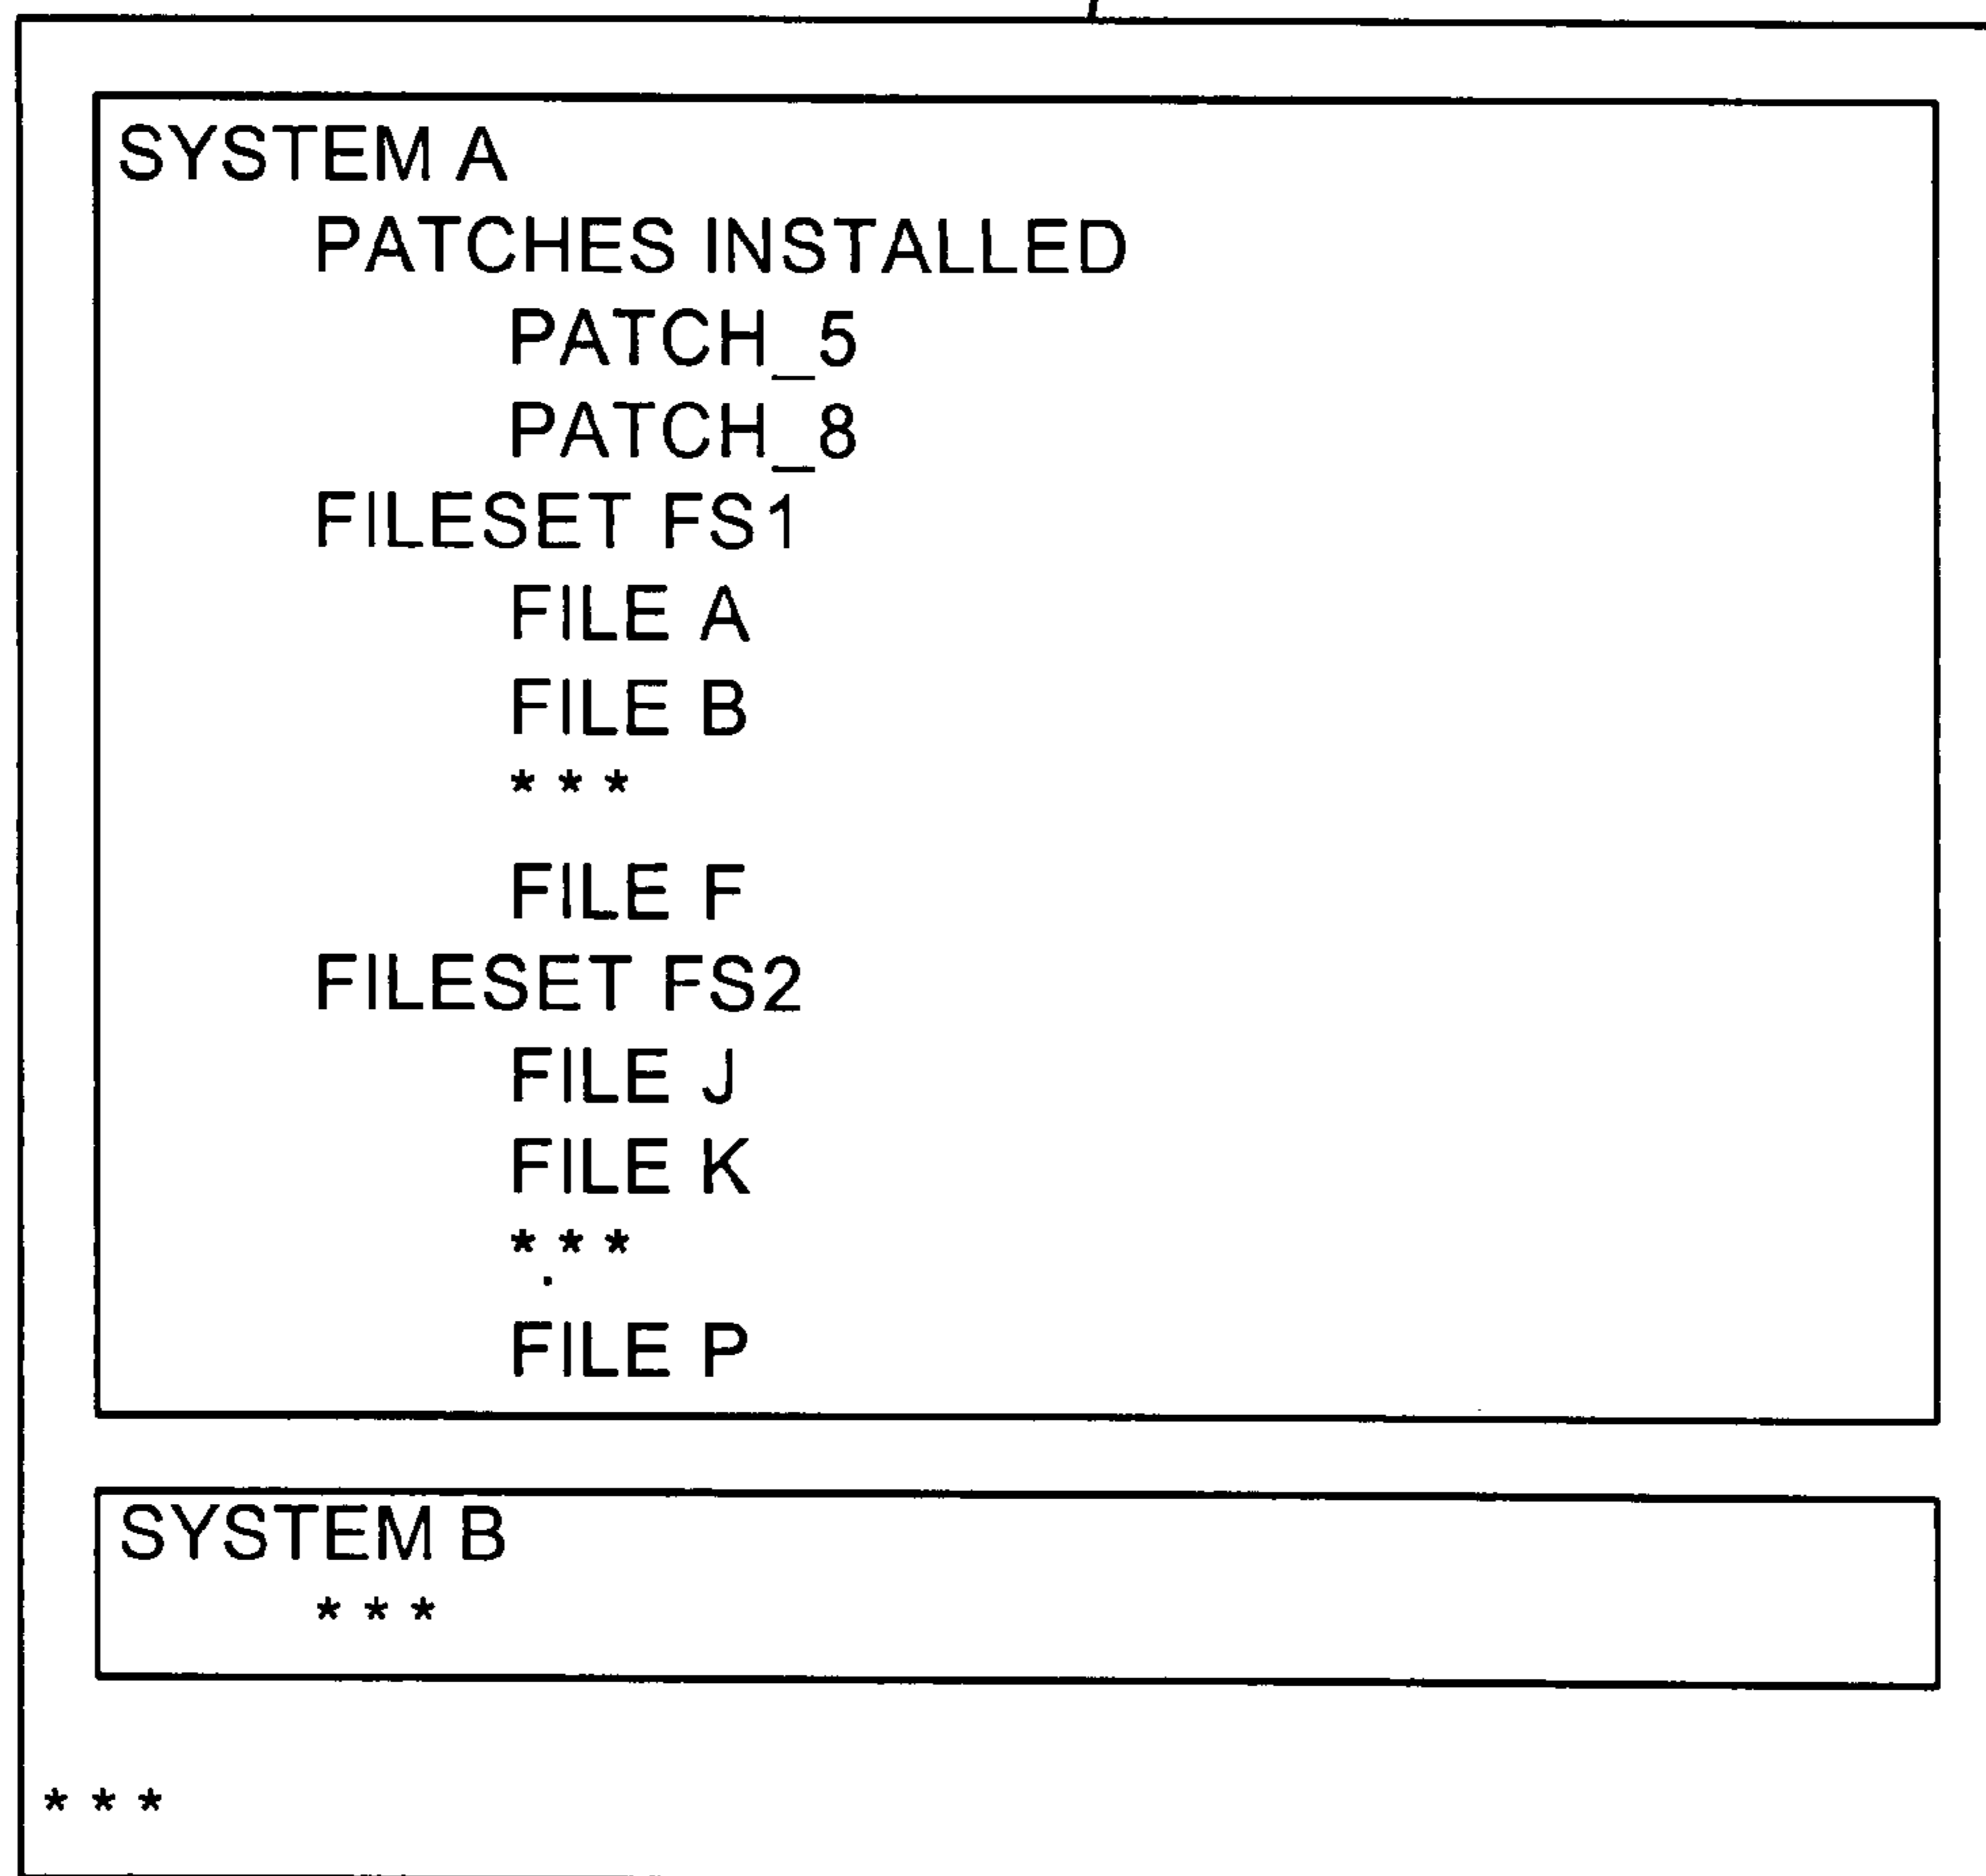 SYSTEM A
PATCHES INSTALLED
PATCH_5
PATCH_8
FILESET FS1
FILE A
FILE B
* * *
FILE F
FILESET FS2
FILE J
FILE K
* * *
FILE P
SYSTEM B
* * *
* * *